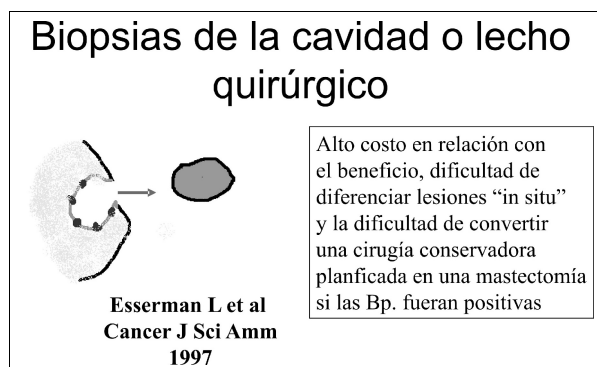 Biopsias de la cavidad o lecho
quirúrgico
Alto costo en relación con
el beneficio, dificultad de
diferenciar lesiones “in situ”
y la dificultad de convertir
una cirugía conservadora
planficada en una mastectomía
si las Bp. fueran positivas
Esserman L et al
Cancer J Sci Amm
1997